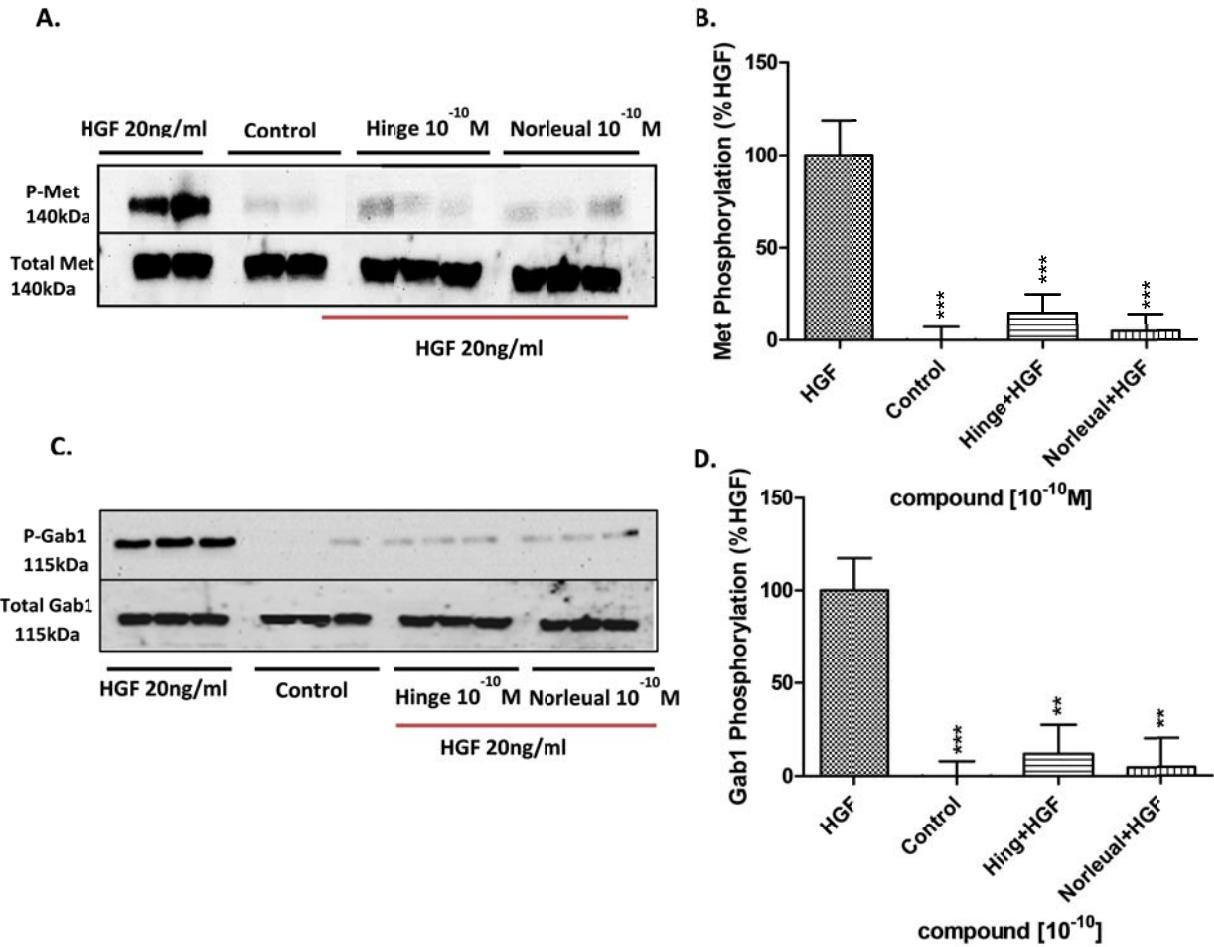 A.
HGF 20ng/ml Control Hinge 10⁻¹⁰ M Norleual 10⁻¹⁰ M
P-Met
140kDa
Total Met
140kDa
HGF 20ng/ml
B.
Met Phosphorylation (%HGF)
150
100
50
0
***
***
***
HGF
Control
Hinge+HGF
Norleual+HGF
compound [10⁻¹⁰M]
C.
P-Gab1
115kDa
Total Gab1
115kDa
HGF 20ng/ml Control Hinge 10⁻¹⁰ M Norleual 10⁻¹⁰ M
HGF 20ng/ml
D.
Gab1 Phosphorylation (%HGF)
150
100
50
0
***
**
**
HGF
Control
Hing+HGF
Norleual+HGF
compound [10⁻¹⁰]